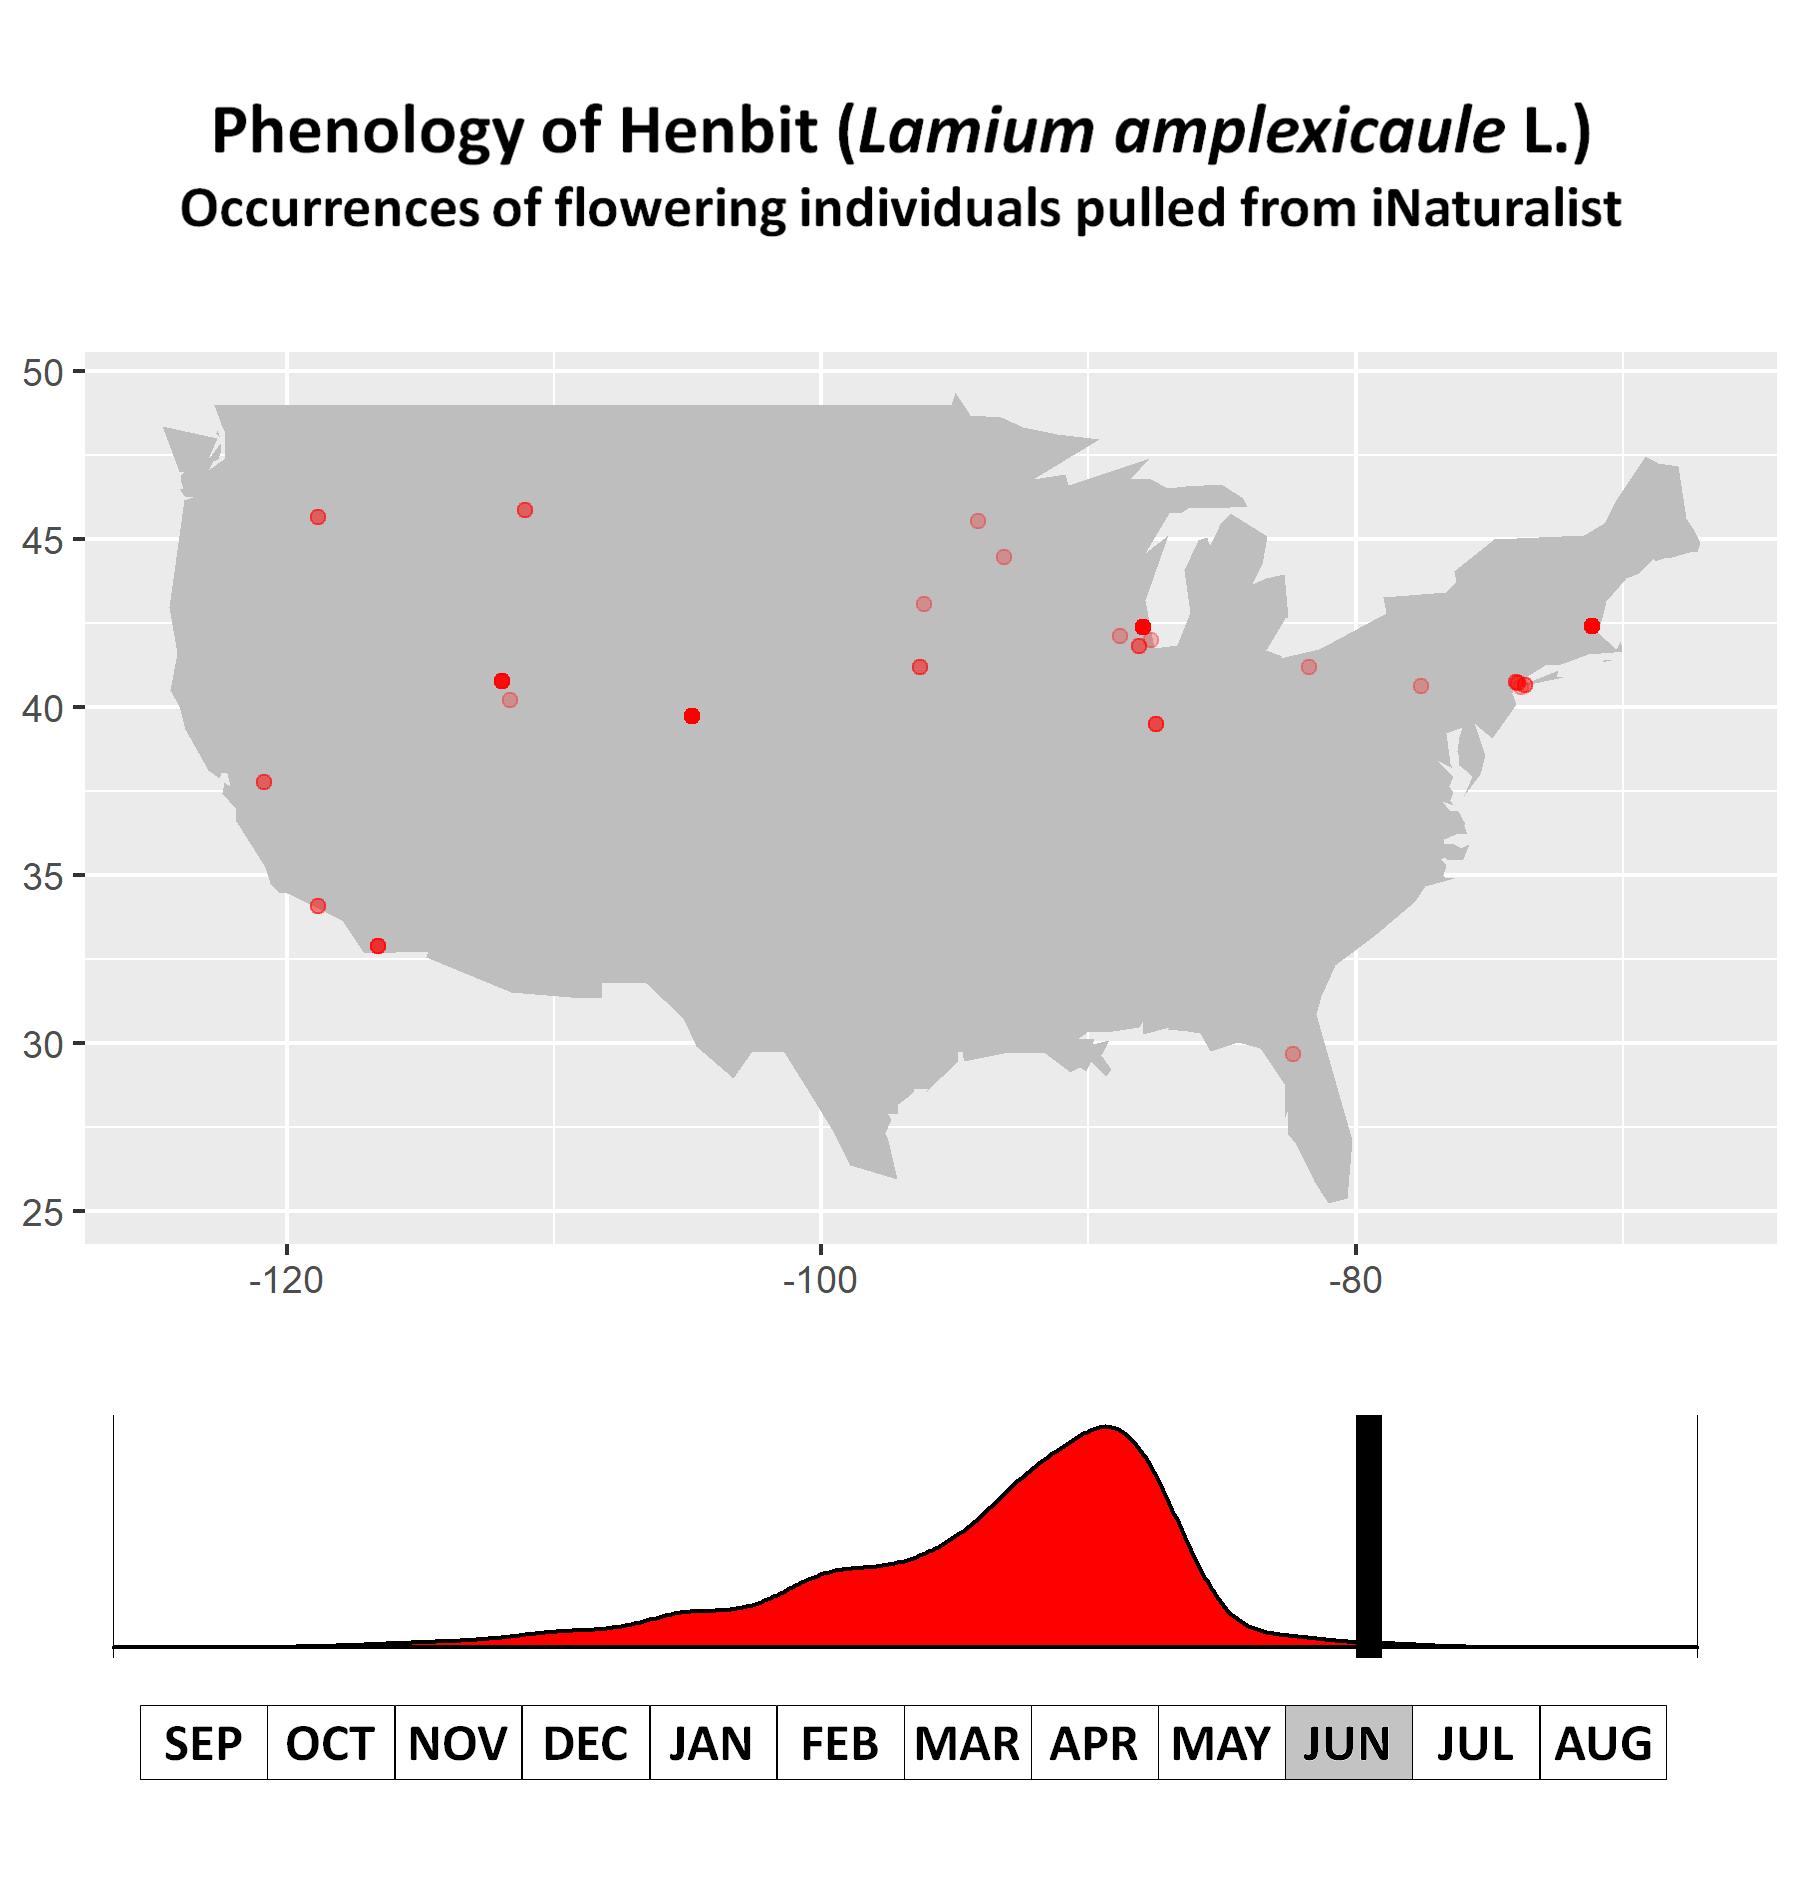 Phenology of Henbit (Lamium amplexicaule L.)
Occurrences of flowering individuals pulled from iNaturalist
50
45
40
35
30
25
-120 -100 -80
SEP OCT NOV DEC JAN FEB MAR APR MAY JUN JUL AUG